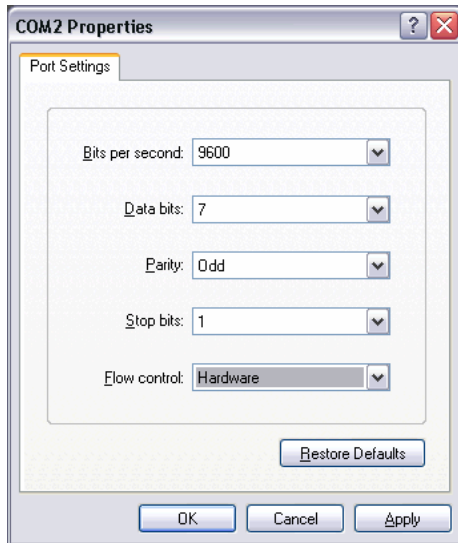 COM2 Properties
Port Settings
Bits per second: 9600
Data bits: 7
Parity: Odd
Stop bits: 1
Flow control: Hardware
Restore Defaults
OK Cancel Apply